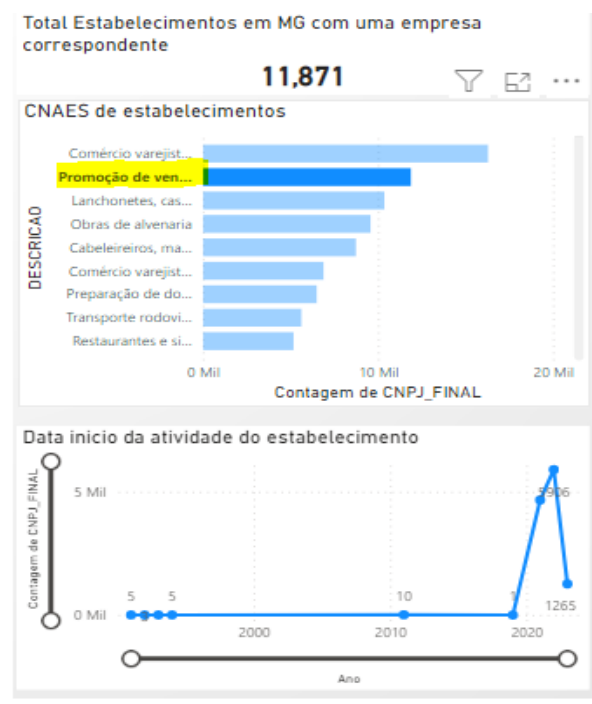 Total Estabelecimentos em MG com uma empresa
correspondente
11,871
CNAES de estabelecimentos
DESCRICAO
Comércio varejist...
Promoção de ven...
Lanchonetes, cas...
Obras de alvenaria
Cabeleireiros, ma...
Comércio varejist...
Preparação de do...
Transporte rodovi...
Restaurantes e si...
0 Mil 10 Mil 20 Mil
Contagem de CNPJ_FINAL
Data inicio da atividade do estabelecimento
Contagem de CNPJ_FINAL
5 Mil
5906
5 5 10 1
1265
0 Mil
2000 2010 2020
Ano